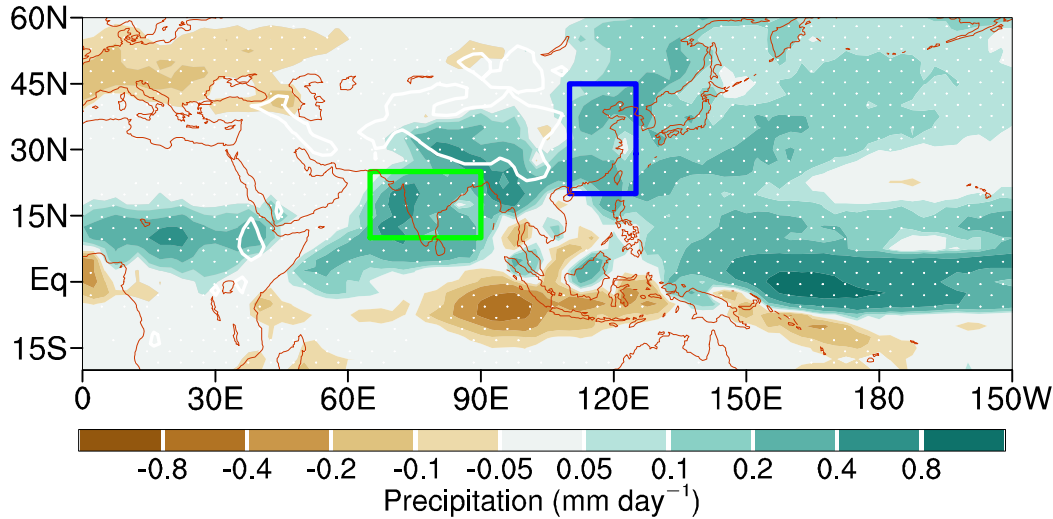 60N
45N
30N
15N
Eq
15S
0 30E 60E 90E 120E 150E 180 150W
-0.8 -0.4 -0.2 -0.1 -0.05 0.05 0.1 0.2 0.4 0.8
Precipitation (mm day⁻¹)